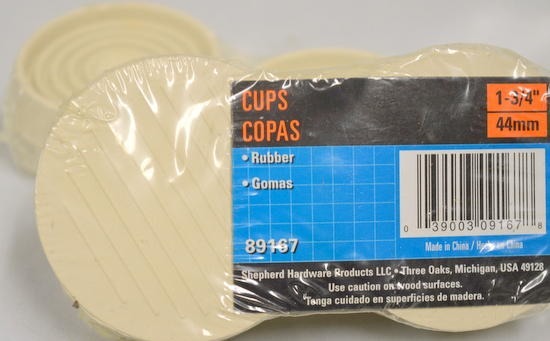 CUPS
COPAS
1-3/4"
44mm
• Rubber
• Gomas
89167
0 39003 09167 8
Made in China / Hecho en China
Shepherd Hardware Products LLC • Three Oaks, Michigan, USA 49128
Use caution on wood surfaces.
Tenga cuidado en superficies de madera.